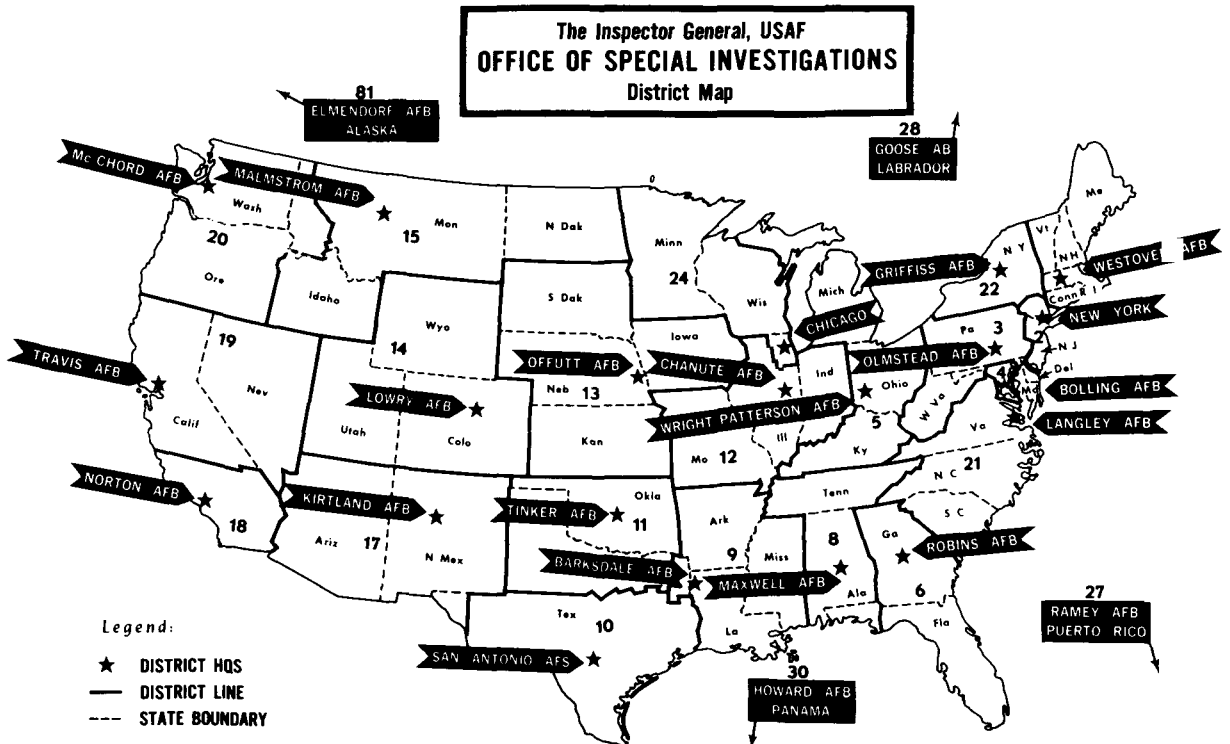 The Inspector General, USAF
OFFICE OF SPECIAL INVESTIGATIONS
District Map
81
ELMENDORF AFB
ALASKA
28
GOOSE AB
LABRADOR
Mc CHORD AFB
MALMSTROM AFB
Wash
Mon
15
N Dak
Minn
24
Me
VT
N Y
NH
20
Ore
Idaho
S Dak
Wis
Mich
GRIFFISS AFB
22
WESTOVE AFB
Conn
R I
Wyo
14
19
Iowa
CHICAGO
Pa
3
NEW YORK
TRAVIS AFB
OFFUTT AFB
CHANUTE AFB
OLMSTEAD AFB
N J
Del
4
Md
Nev
Neb
13
Ind
Ohio
BOLLING AFB
LOWRY AFB
WRIGHT PATTERSON AFB
W Va
LANGLEY AFB
Calif
Utah
Colo
Kan
Mo
12
Ill
5
Ky
Va
NORTON AFB
KIRTLAND AFB
TINKER AFB
Okla
11
Tenn
N C
21
18
Ariz
17
N Mex
Ark
9
Miss
8
Ga
S C
ROBINS AFB
BARKSDALE AFB
MAXWELL AFB
Ala
6
Fla
27
RAMEY AFB
PUERTO RICO
Tex
10
La
SAN ANTONIO AFS
30
HOWARD AFB
PANAMA
Legend:
DISTRICT HQS
DISTRICT LINE
STATE BOUNDARY